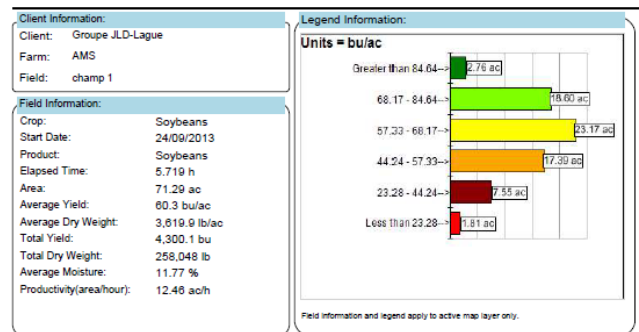 Client Information:
Client: Groupe JLD-Lague
Farm: AMS
Field: champ 1
Field Information:
Crop: Soybeans
Start Date: 24/09/2013
Product: Soybeans
Elapsed Time: 5.719 h
Area: 71.29 ac
Average Yield: 60.3 bu/ac
Average Dry Weight: 3,619.9 lb/ac
Total Yield: 4,300.1 bu
Total Dry Weight: 258,048 lb
Average Moisture: 11.77 %
Productivity(area/hour): 12.46 ac/h
Legend Information:
Units = bu/ac
Greater than 84.64--> 2.76 ac
68.17 - 84.64--> 18.60 ac
57.33 - 68.17--> 23.17 ac
44.24 - 57.33--> 17.39 ac
23.28 - 44.24--> 7.55 ac
Less than 23.28--> 1.81 ac
Field information and legend apply to active map layer only.